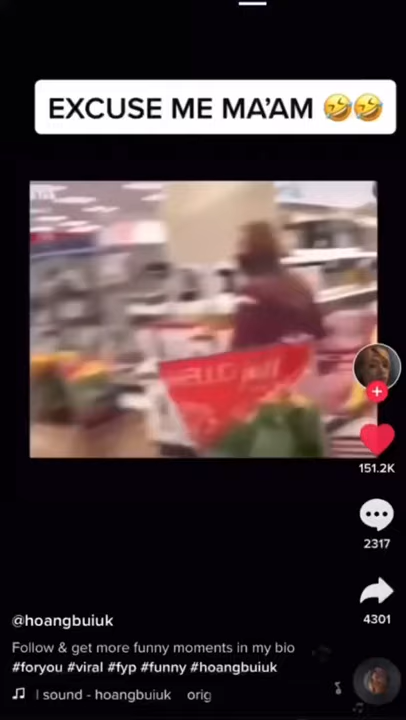 EXCUSE ME MA'AM 🤣🤣
151.2K
2317
4301
@hoangbuiuk
Follow & get more funny moments in my bio
#foryou #viral #fyp #funny #hoangbuiuk
l sound - hoangbuiuk orig